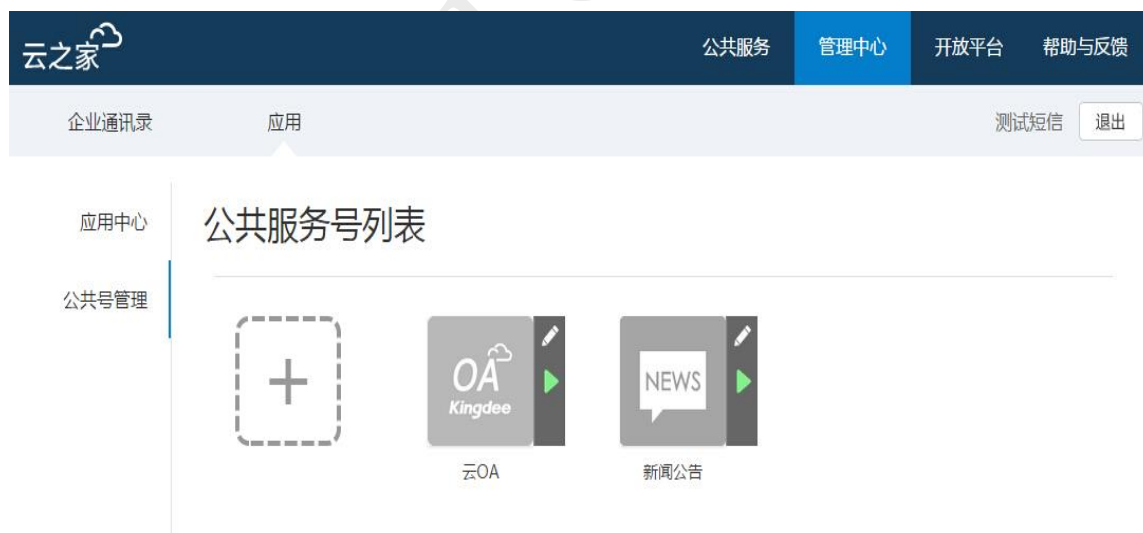 云之家
公共服务 管理中心 开放平台 帮助与反馈
企业通讯录 应用 测试短信 退出
应用中心
公共服务号列表
公共号管理
OA
Kingdee
NEWS
云OA
新闻公告